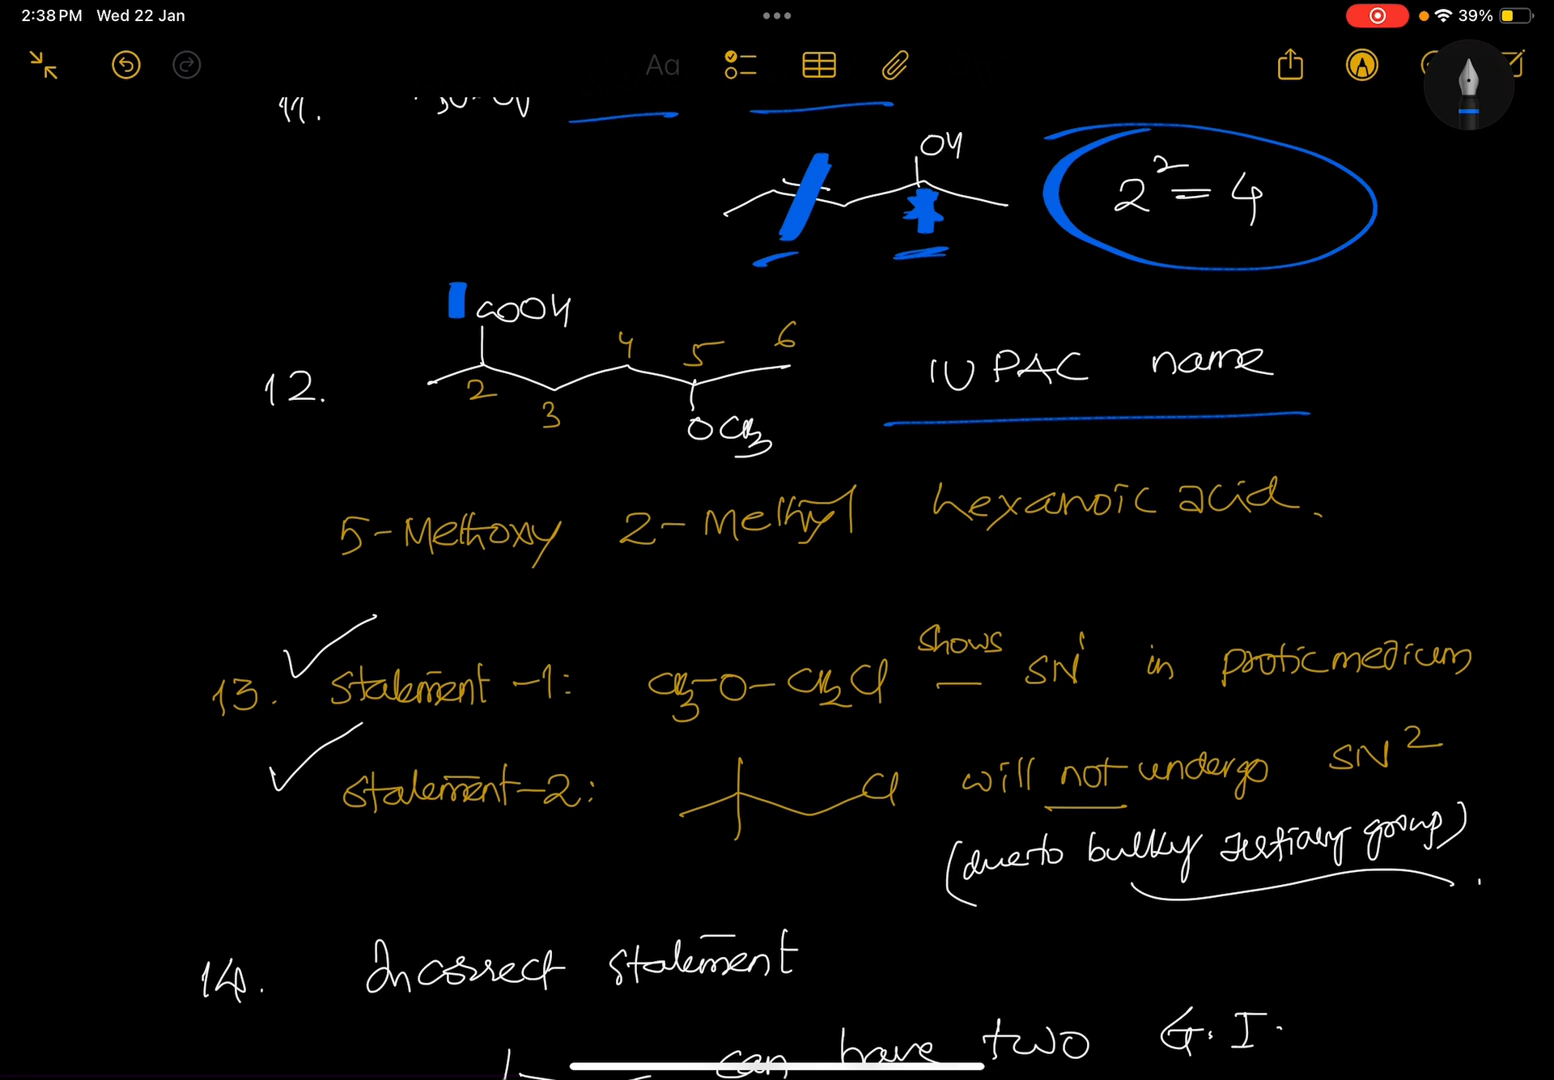 2:38 PM Wed 22 Jan
39%
Aa
11.
OH
2² = 4
COOH
12.
2 3 4 5 6
OCH3
IUPAC name
5-Methoxy 2-Methyl hexanoic acid.
13. Statement -1: CH3-O-CH2Cl shows SN1 in protic medium
Statement-2: Cl will not undergo SN2
(due to bulky tertiary group).
14. Incorrect statement
can have two G.I.